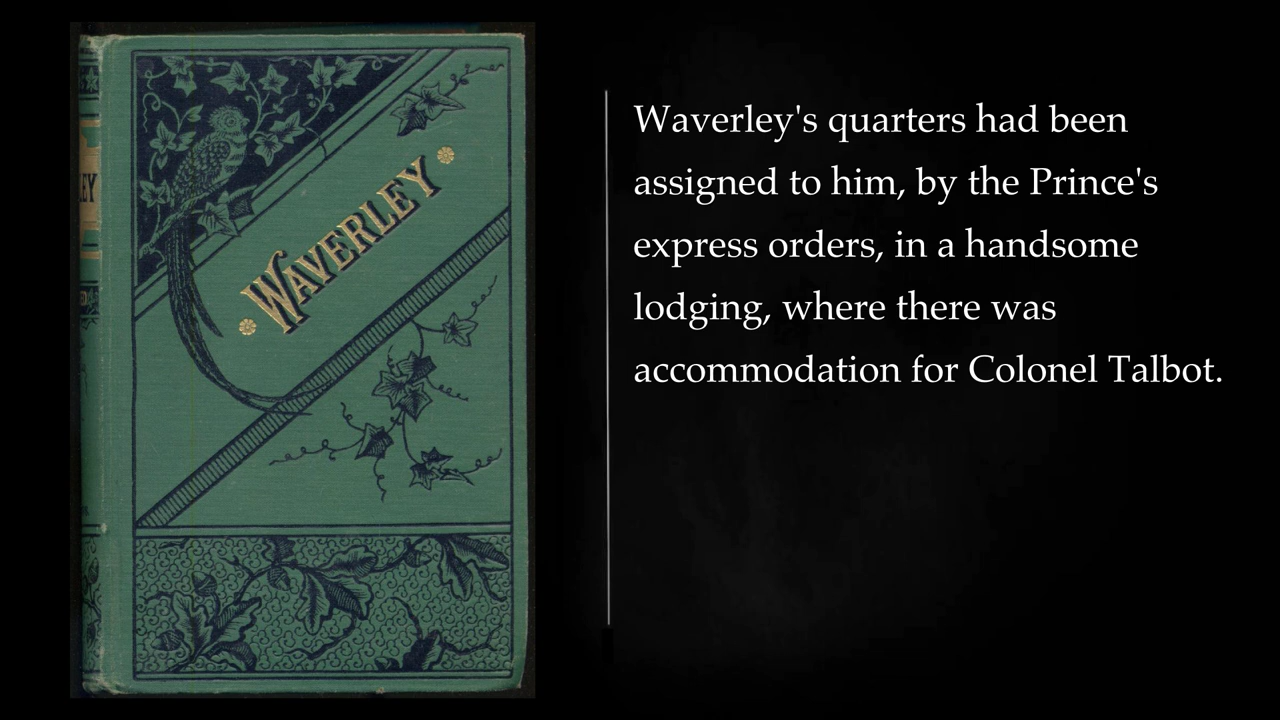 WAVERLEY
EY
Waverley's quarters had been
assigned to him, by the Prince's
express orders, in a handsome
lodging, where there was
accommodation for Colonel Talbot.